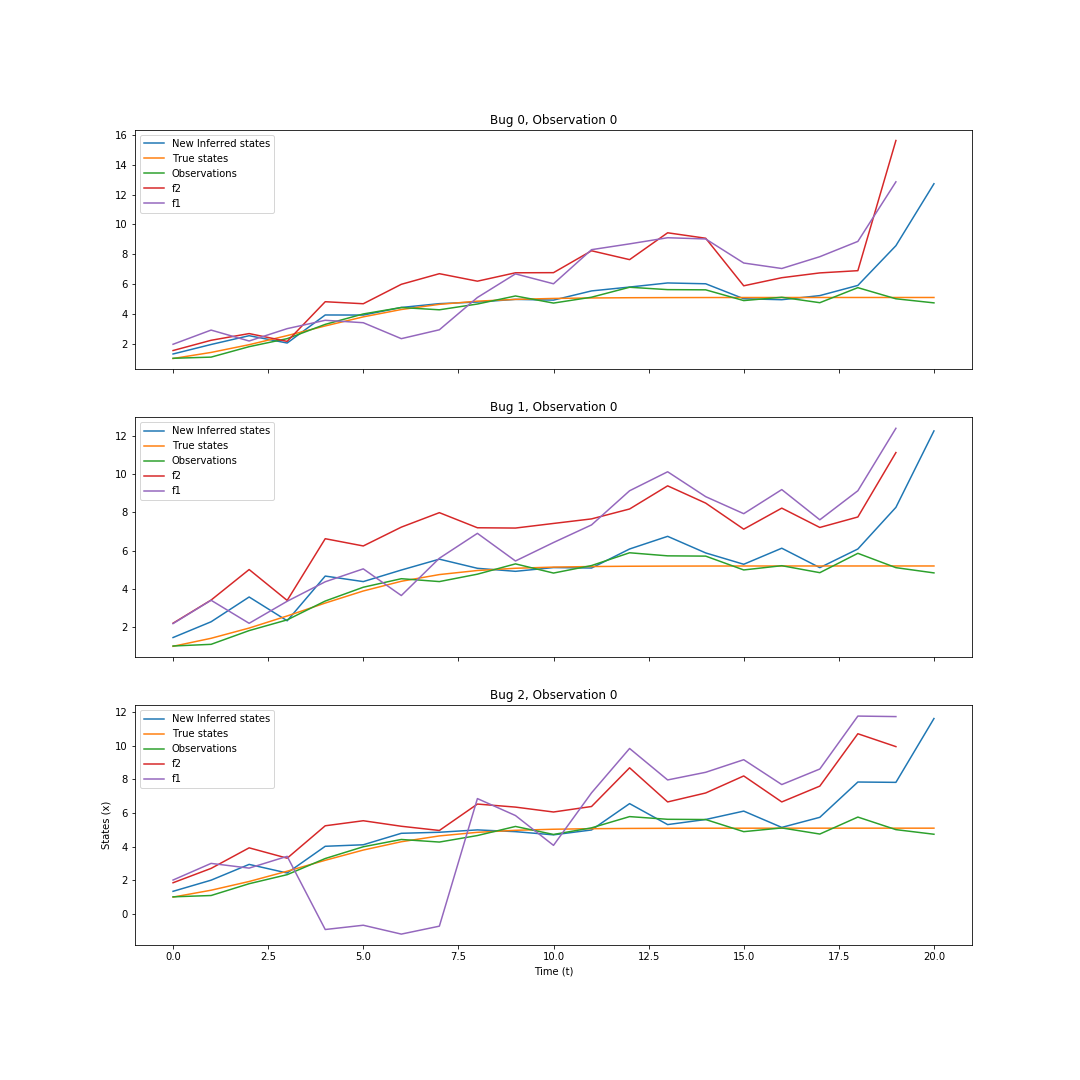 Bug 0, Observation 0
16
14
12
10
8
6
4
2
New Inferred states
True states
Observations
f2
f1
Bug 1, Observation 0
12
10
8
6
4
2
New Inferred states
True states
Observations
f2
f1
Bug 2, Observation 0
States (x)
12
10
8
6
4
2
0
New Inferred states
True states
Observations
f2
f1
0.0 2.5 5.0 7.5 10.0 12.5 15.0 17.5 20.0
Time (t)